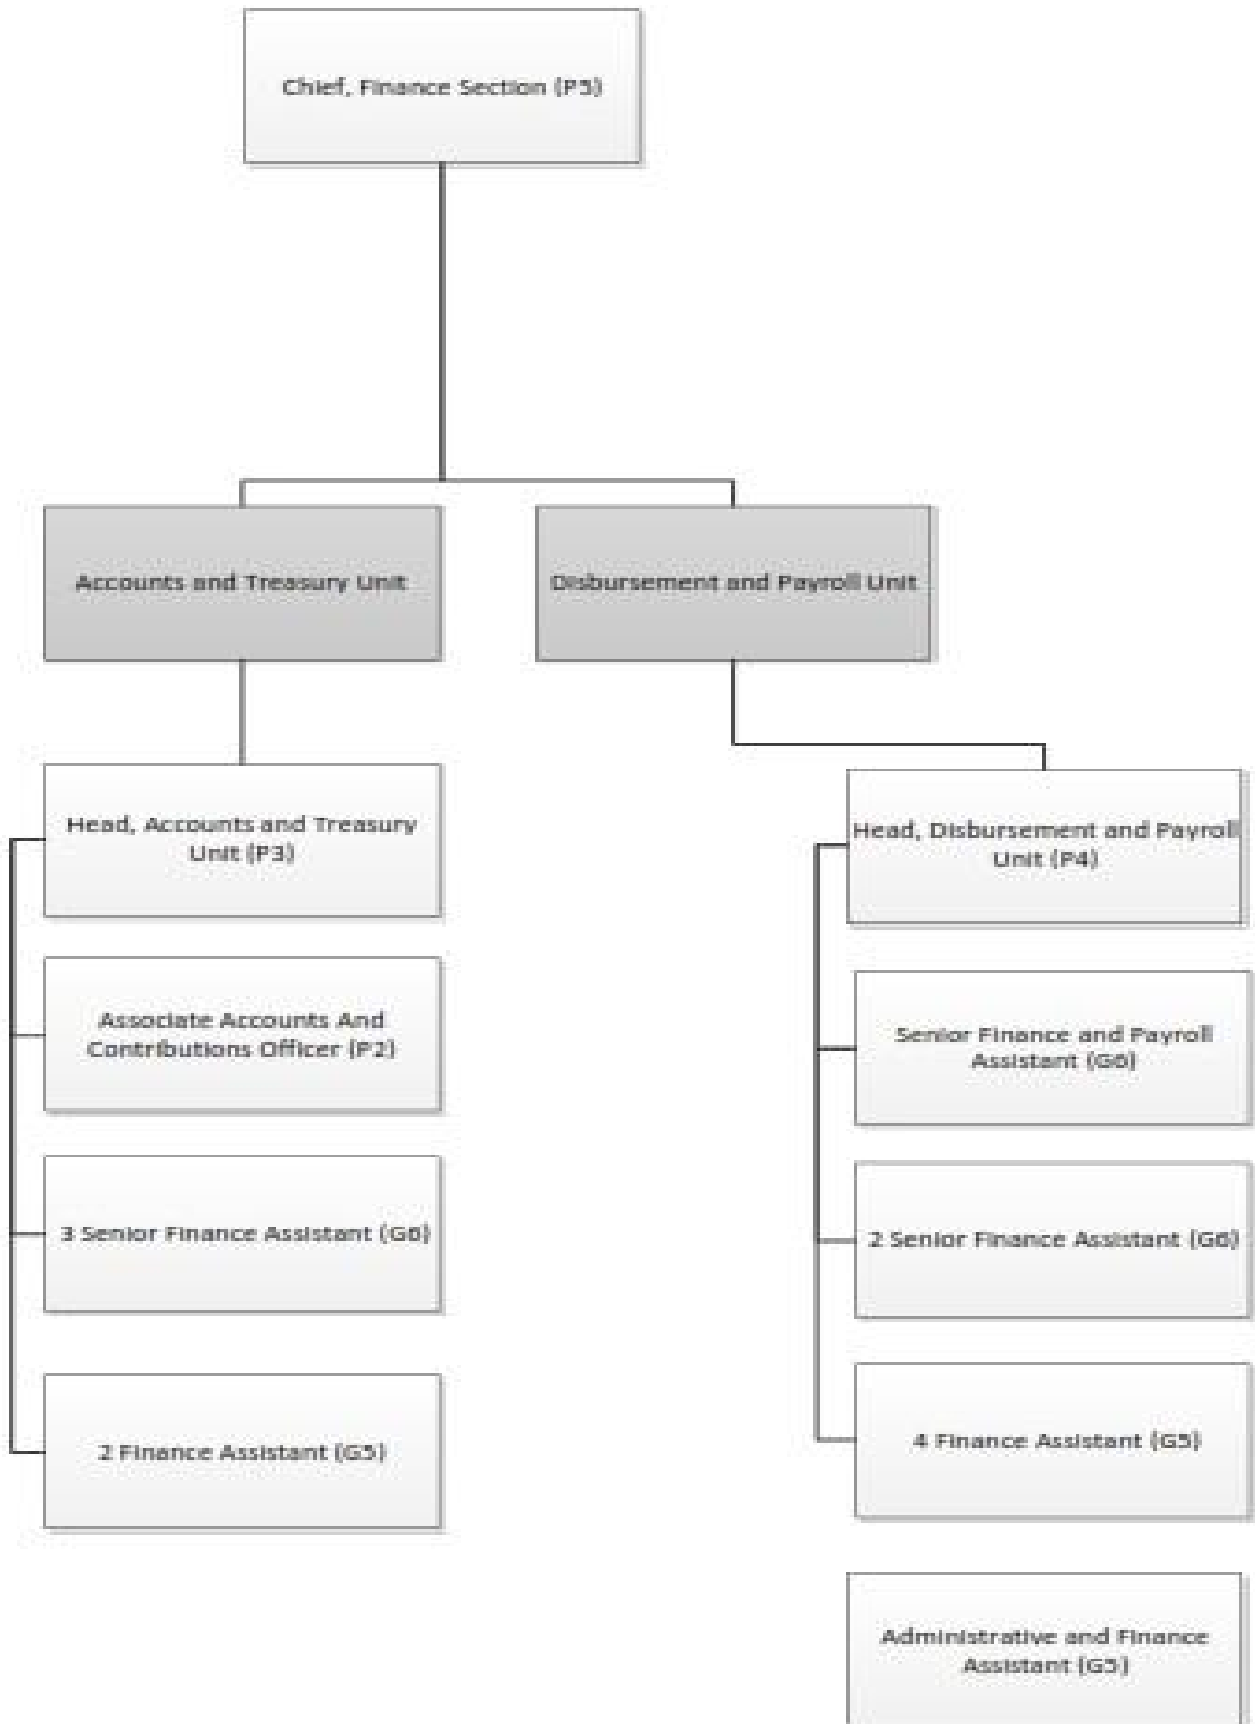 Chief, Finance Section (P5)
Accounts and Treasury Unit
Disbursement and Payroll Unit
Head, Accounts and Treasury
Unit (P3)
Associate Accounts And
Contributions Officer (P2)
3 Senior Finance Assistant (G6)
2 Finance Assistant (G5)
Head, Disbursement and Payroll
Unit (P4)
Senior Finance and Payroll
Assistant (G6)
2 Senior Finance Assistant (G6)
4 Finance Assistant (G5)
Administrative and Finance
Assistant (G5)